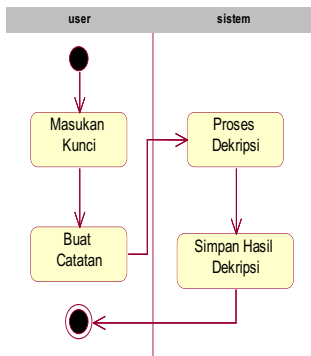 user
sistem
Masukan
Kunci
Proses
Dekripsi
Buat
Catatan
Simpan Hasil
Dekripsi